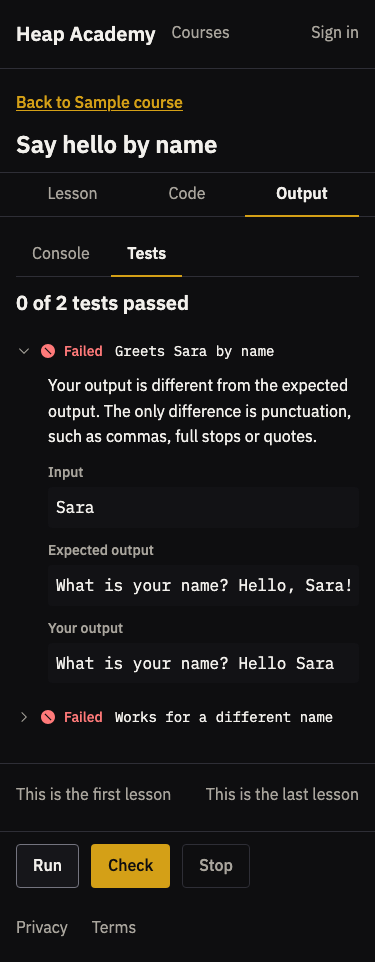 Heap Academy Courses Sign in
Back to Sample course
Say hello by name
Lesson Code Output
Console Tests
0 of 2 tests passed
Failed Greets Sara by name
Your output is different from the expected
output. The only difference is punctuation,
such as commas, full stops or quotes.
Input
Sara
Expected output
What is your name? Hello, Sara!
Your output
What is your name? Hello Sara
Failed Works for a different name
This is the first lesson This is the last lesson
Run Check Stop
Privacy Terms